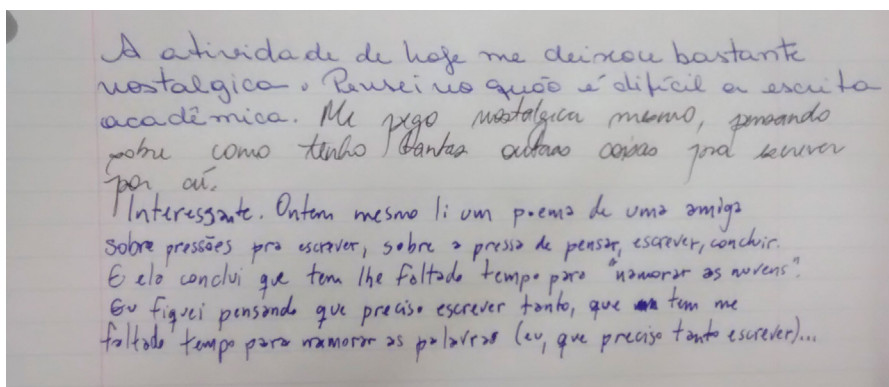 A atividade de hoje me deixou bastante
nostalgica. Pensei no quão é difícil a escrita
acadêmica. Me pego nostalgica mesmo, pensando
sobre como tenho tantas outras coisas pra escrever
por aí.
Interessante. Ontem mesmo li um poema de uma amiga
sobre pressões pra escrever, sobre a pressa de pensar, escrever, concluir.
E ela conclui que tem lhe faltado tempo para "namorar as nuvens".
Eu fiquei pensando que preciso escrever tanto, que tem me
faltado tempo para namorar as palavras (eu, que preciso tanto escrever)...